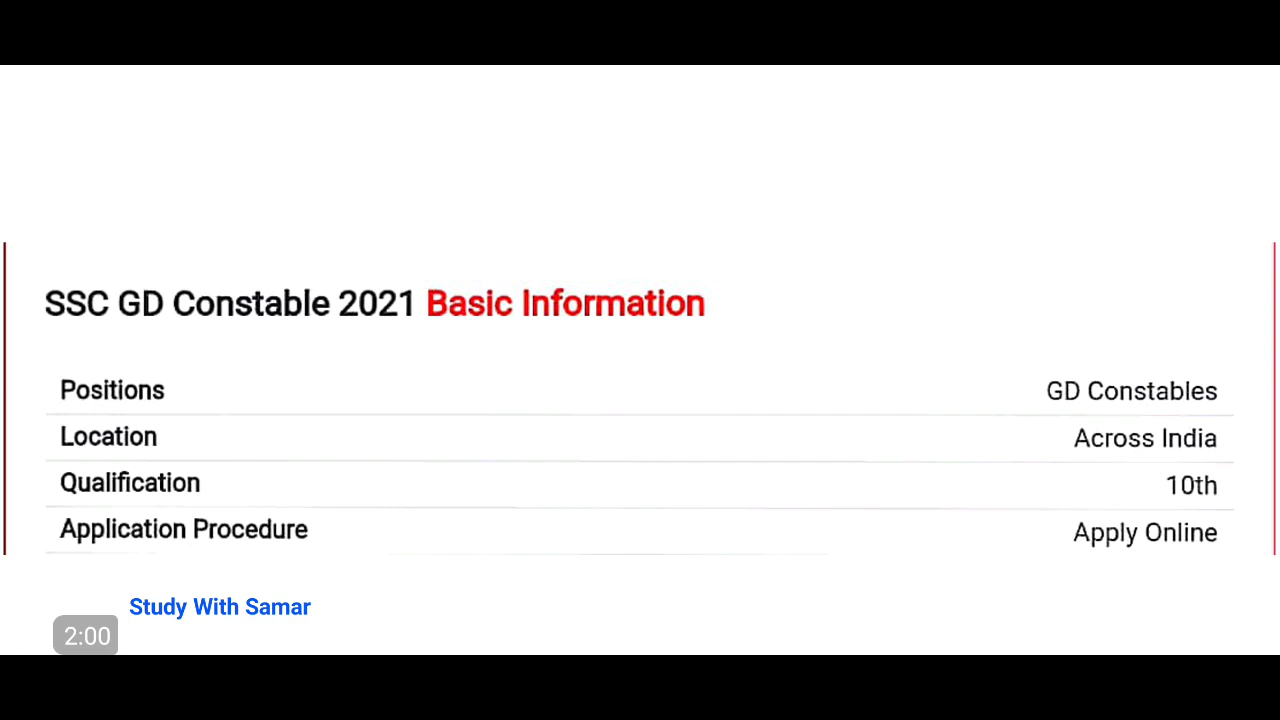 SSC GD Constable 2021 Basic Information
Positions GD Constables
Location Across India
Qualification 10th
Application Procedure Apply Online
Study With Samar
2:00